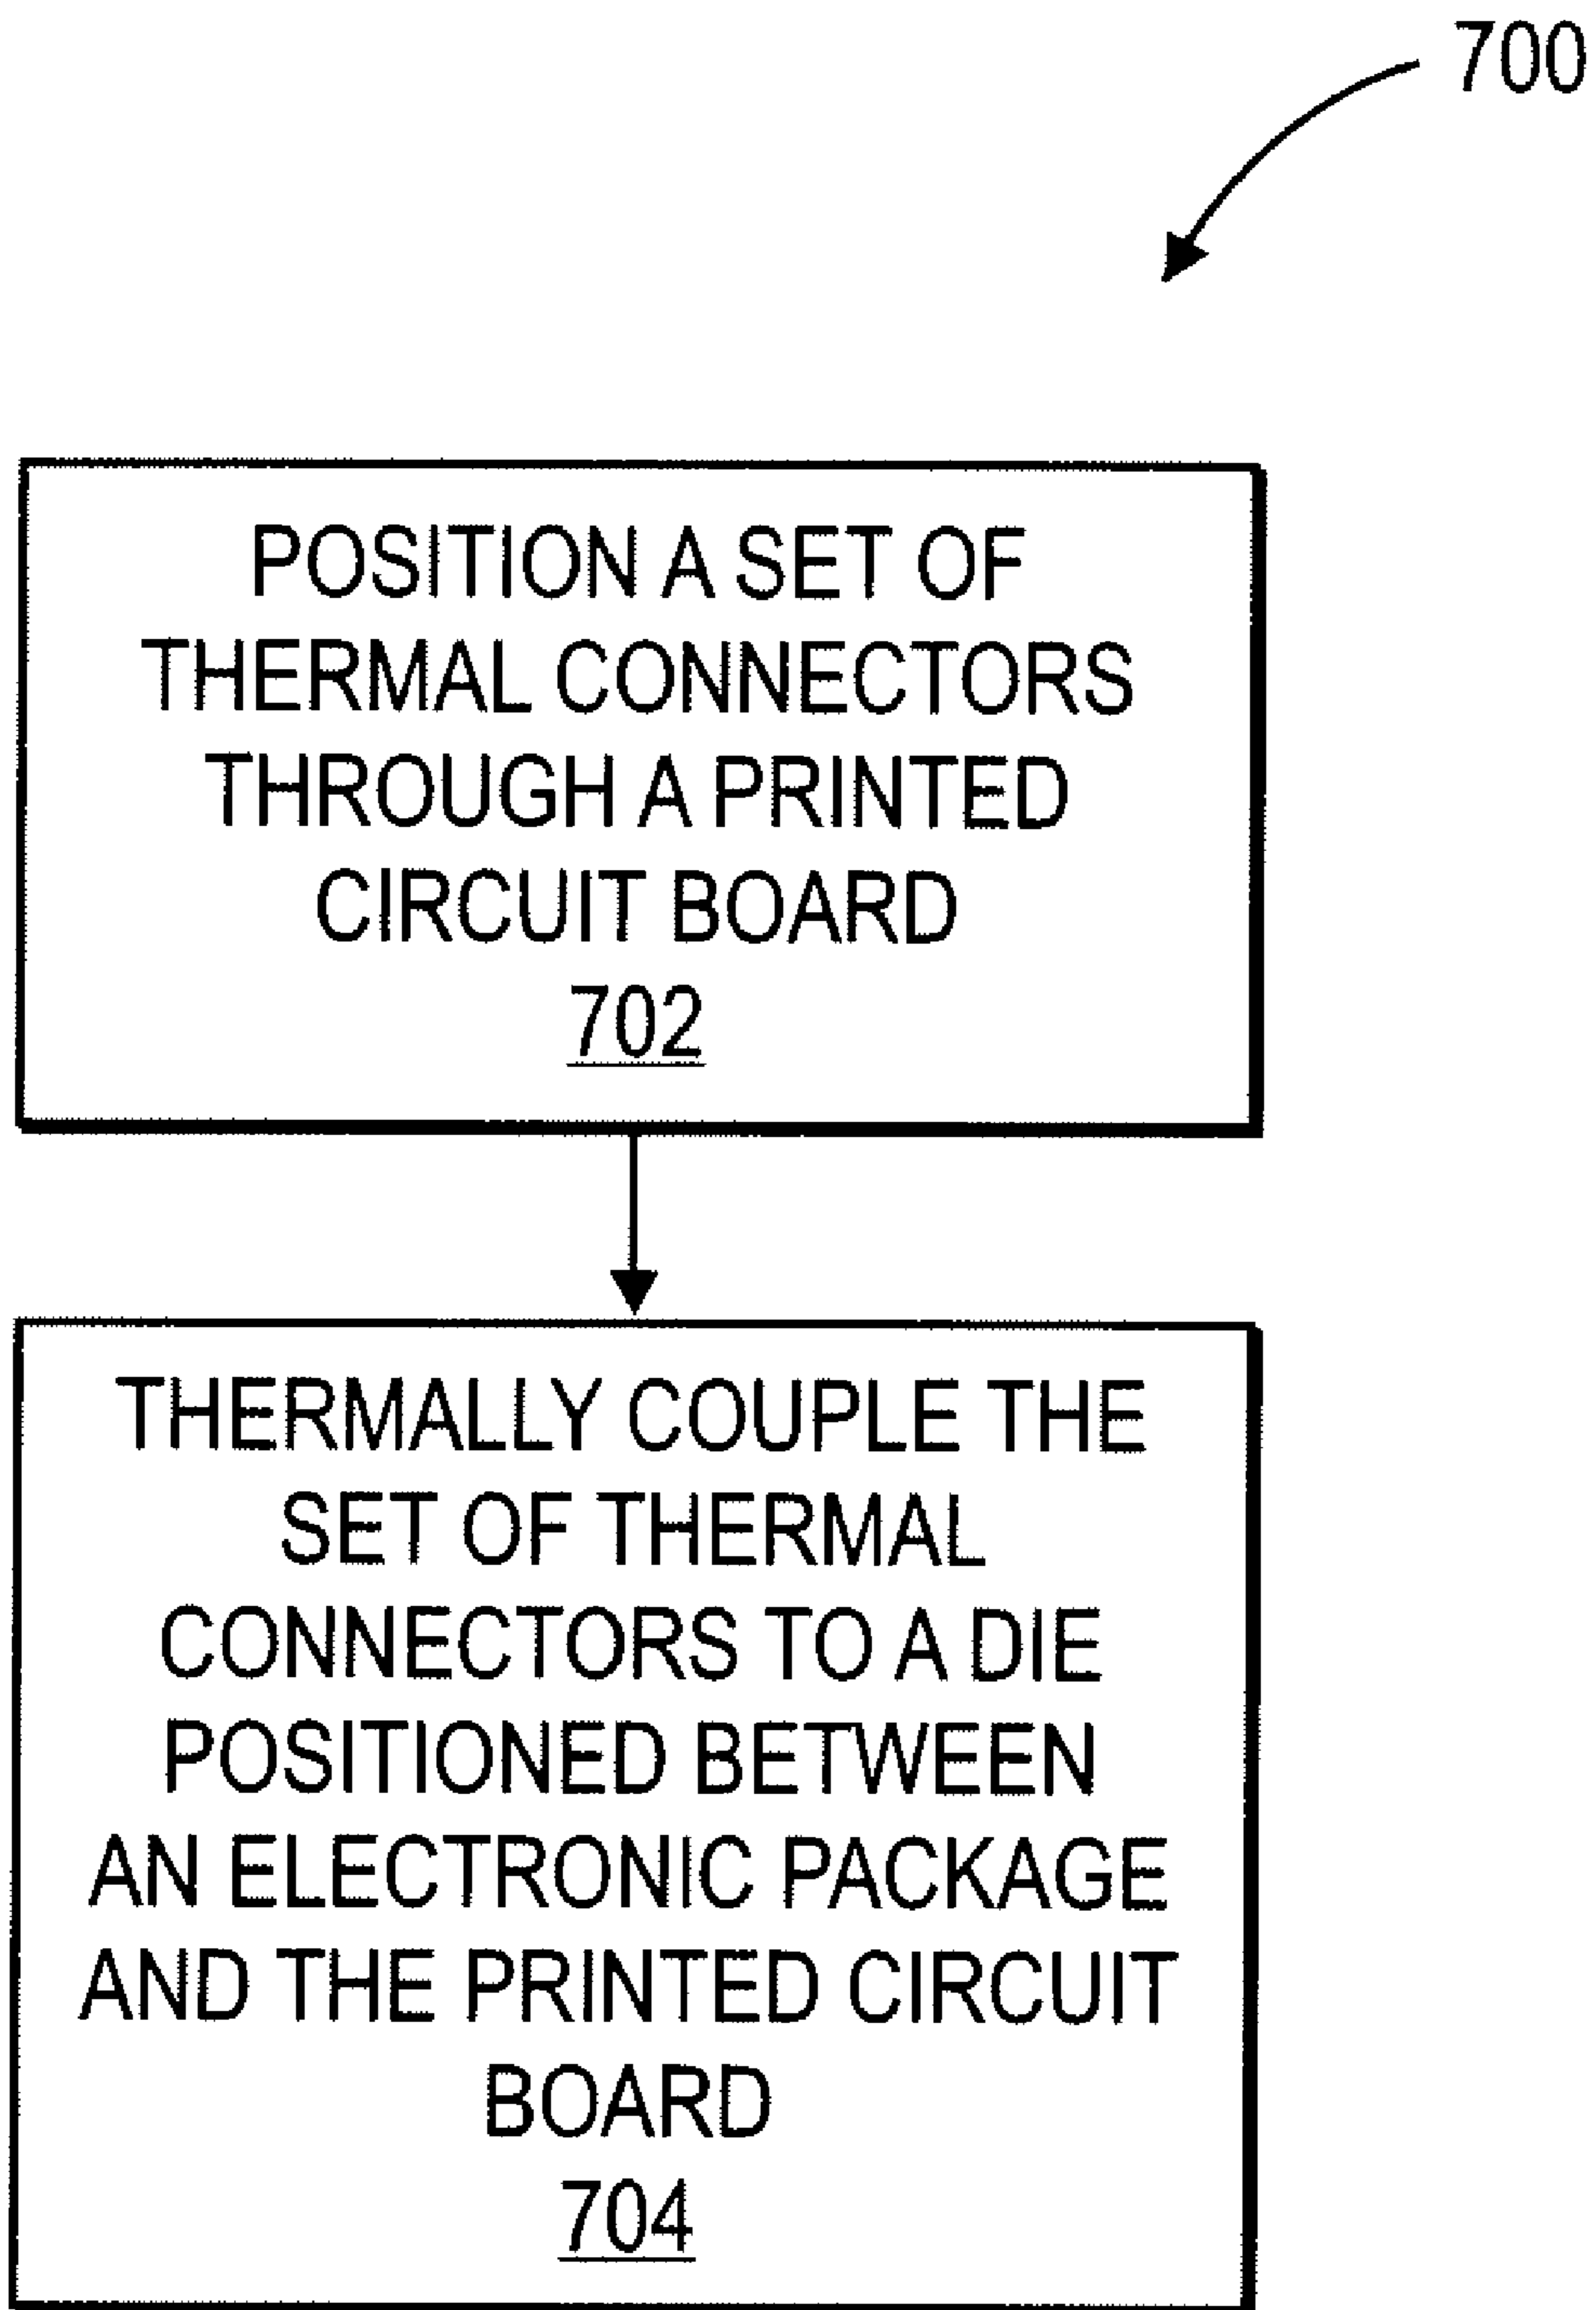 700
POSITION A SET OF
THERMAL CONNECTORS
THROUGH A PRINTED
CIRCUIT BOARD
702
THERMALLY COUPLE THE
SET OF THERMAL
CONNECTORS TO A DIE
POSITIONED BETWEEN
AN ELECTRONIC PACKAGE
AND THE PRINTED CIRCUIT
BOARD
704